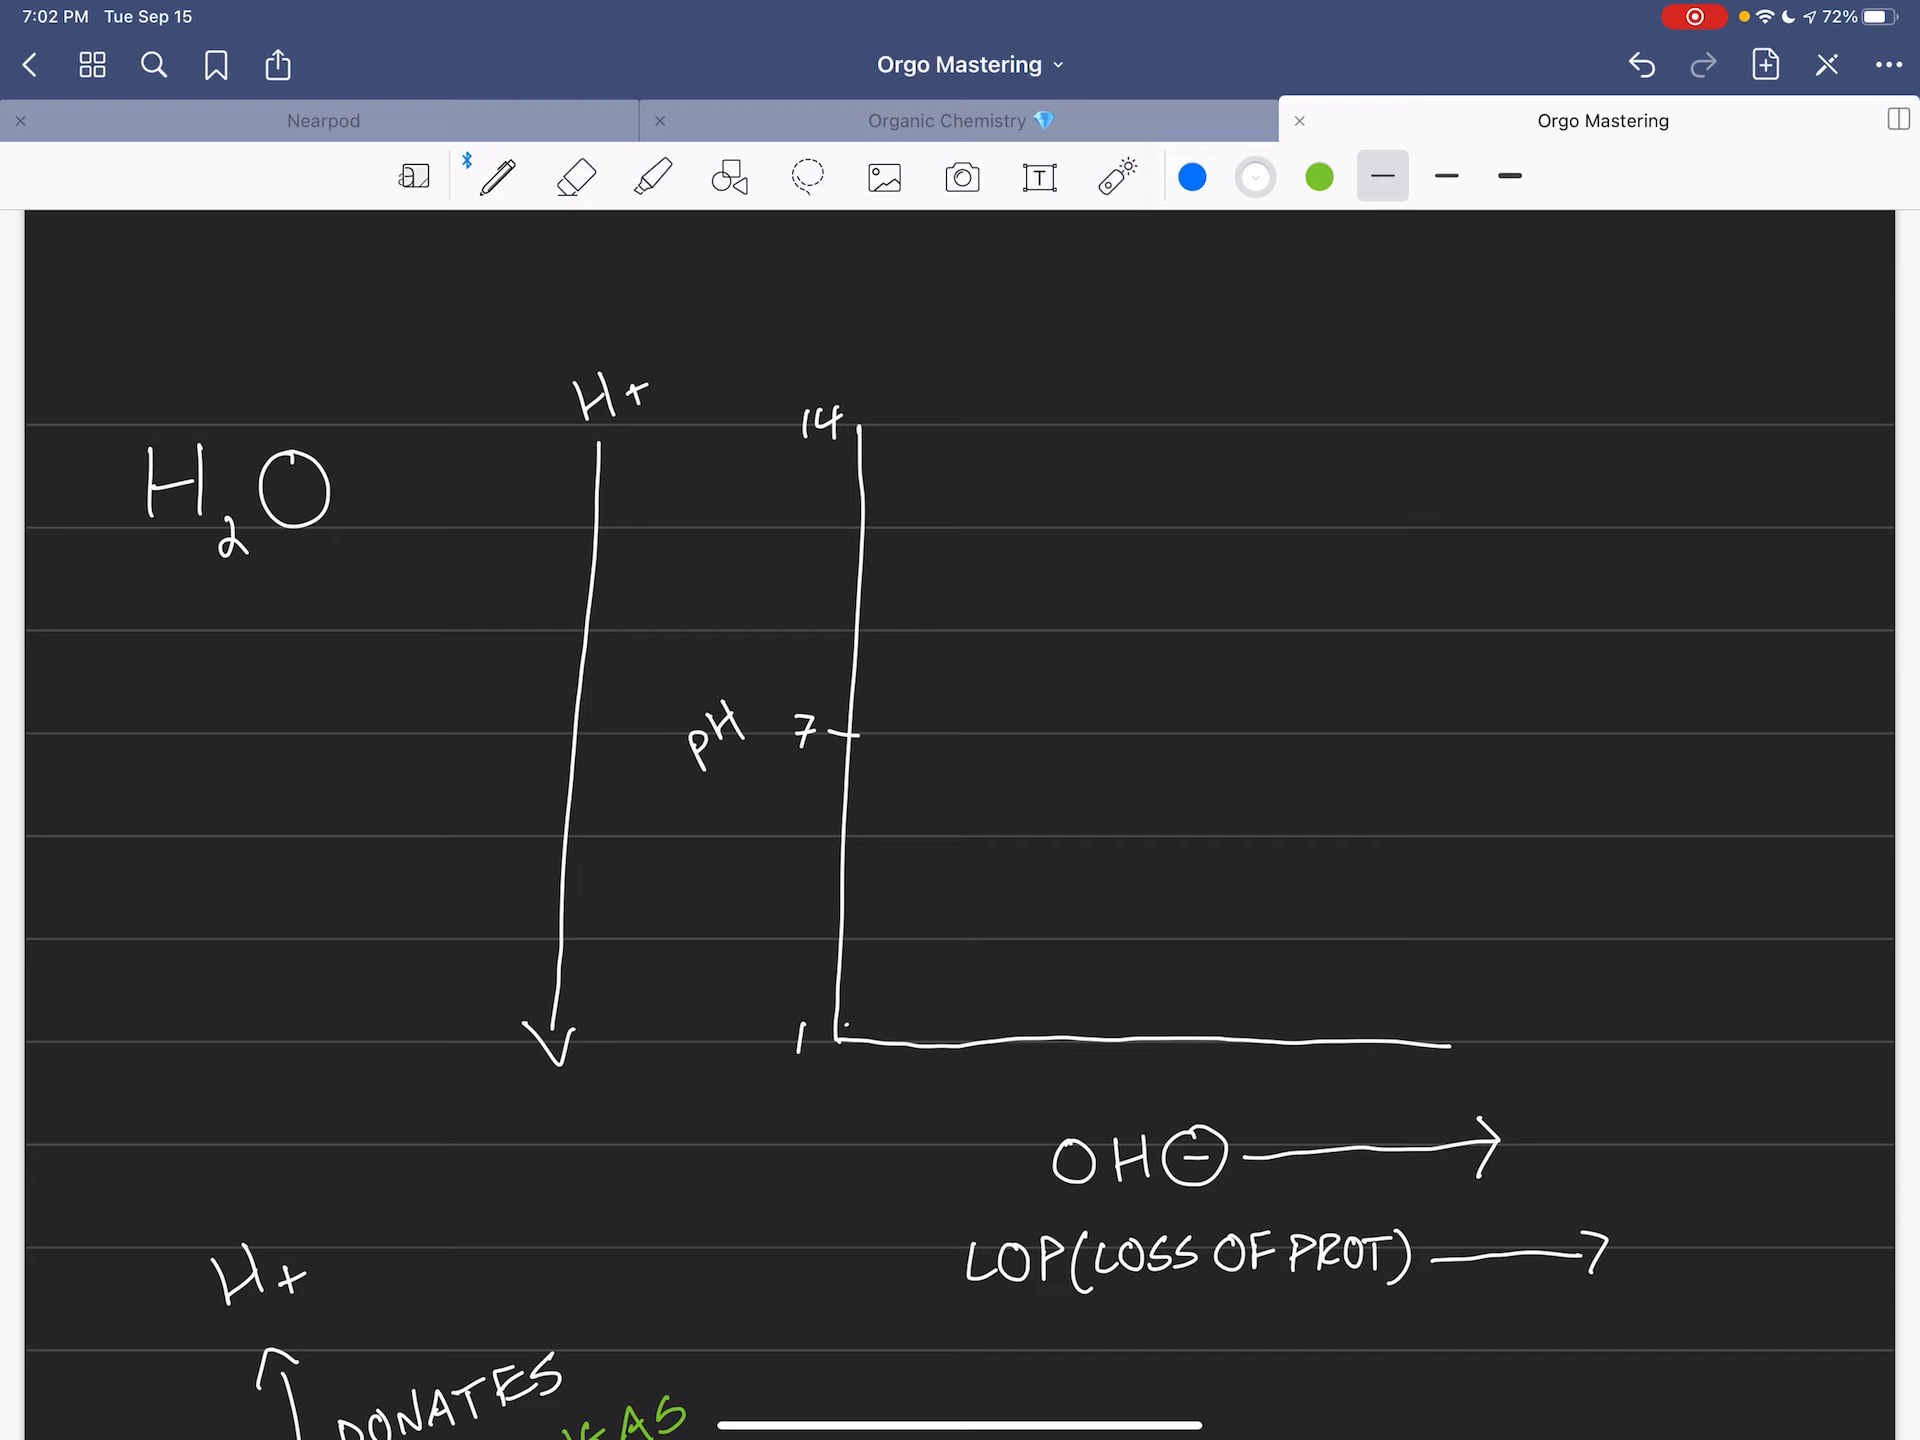 7:02 PM Tue Sep 15
72%
Orgo Mastering
Nearpod
Organic Chemistry 💎
Orgo Mastering
T
H+
14
H2O
pH 7
1
OH⊖
LOP(LOSS OF PROT)
H+
DONATES